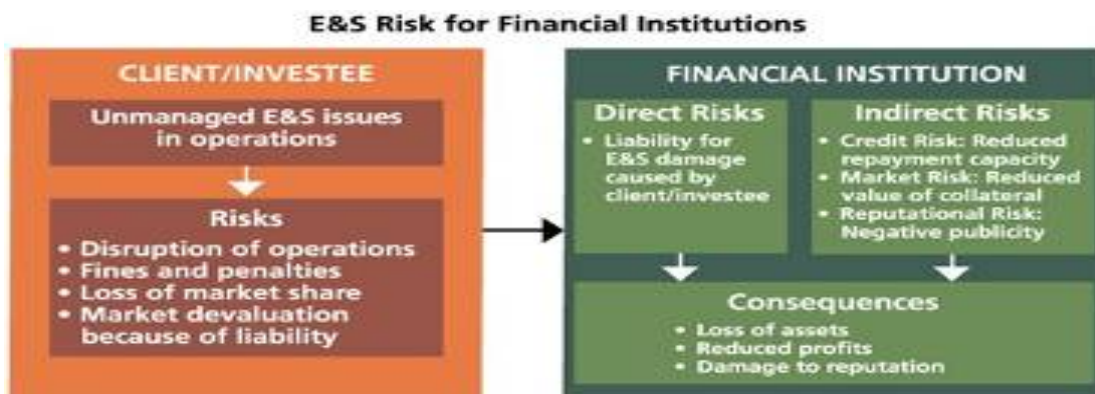 E&S Risk for Financial Institutions
CLIENT/INVESTEE
Unmanaged E&S issues
in operations
Risks
• Disruption of operations
• Fines and penalties
• Loss of market share
• Market devaluation
because of liability
FINANCIAL INSTITUTION
Direct Risks
• Liability for
E&S damage
caused by
client/investee
Indirect Risks
• Credit Risk: Reduced
repayment capacity
• Market Risk: Reduced
value of collateral
• Reputational Risk:
Negative publicity
Consequences
• Loss of assets
• Reduced profits
• Damage to reputation